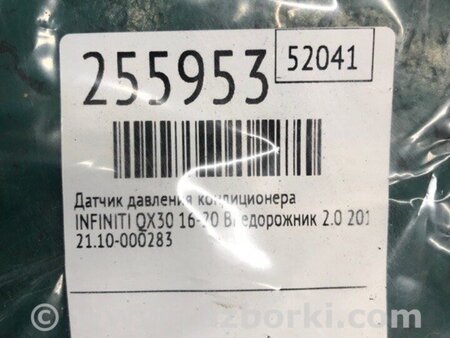 255953
52041
Датчик давления кондиционера
INFINITI QX30 16-20 Внедорожник 2.0 201
21.10-000283